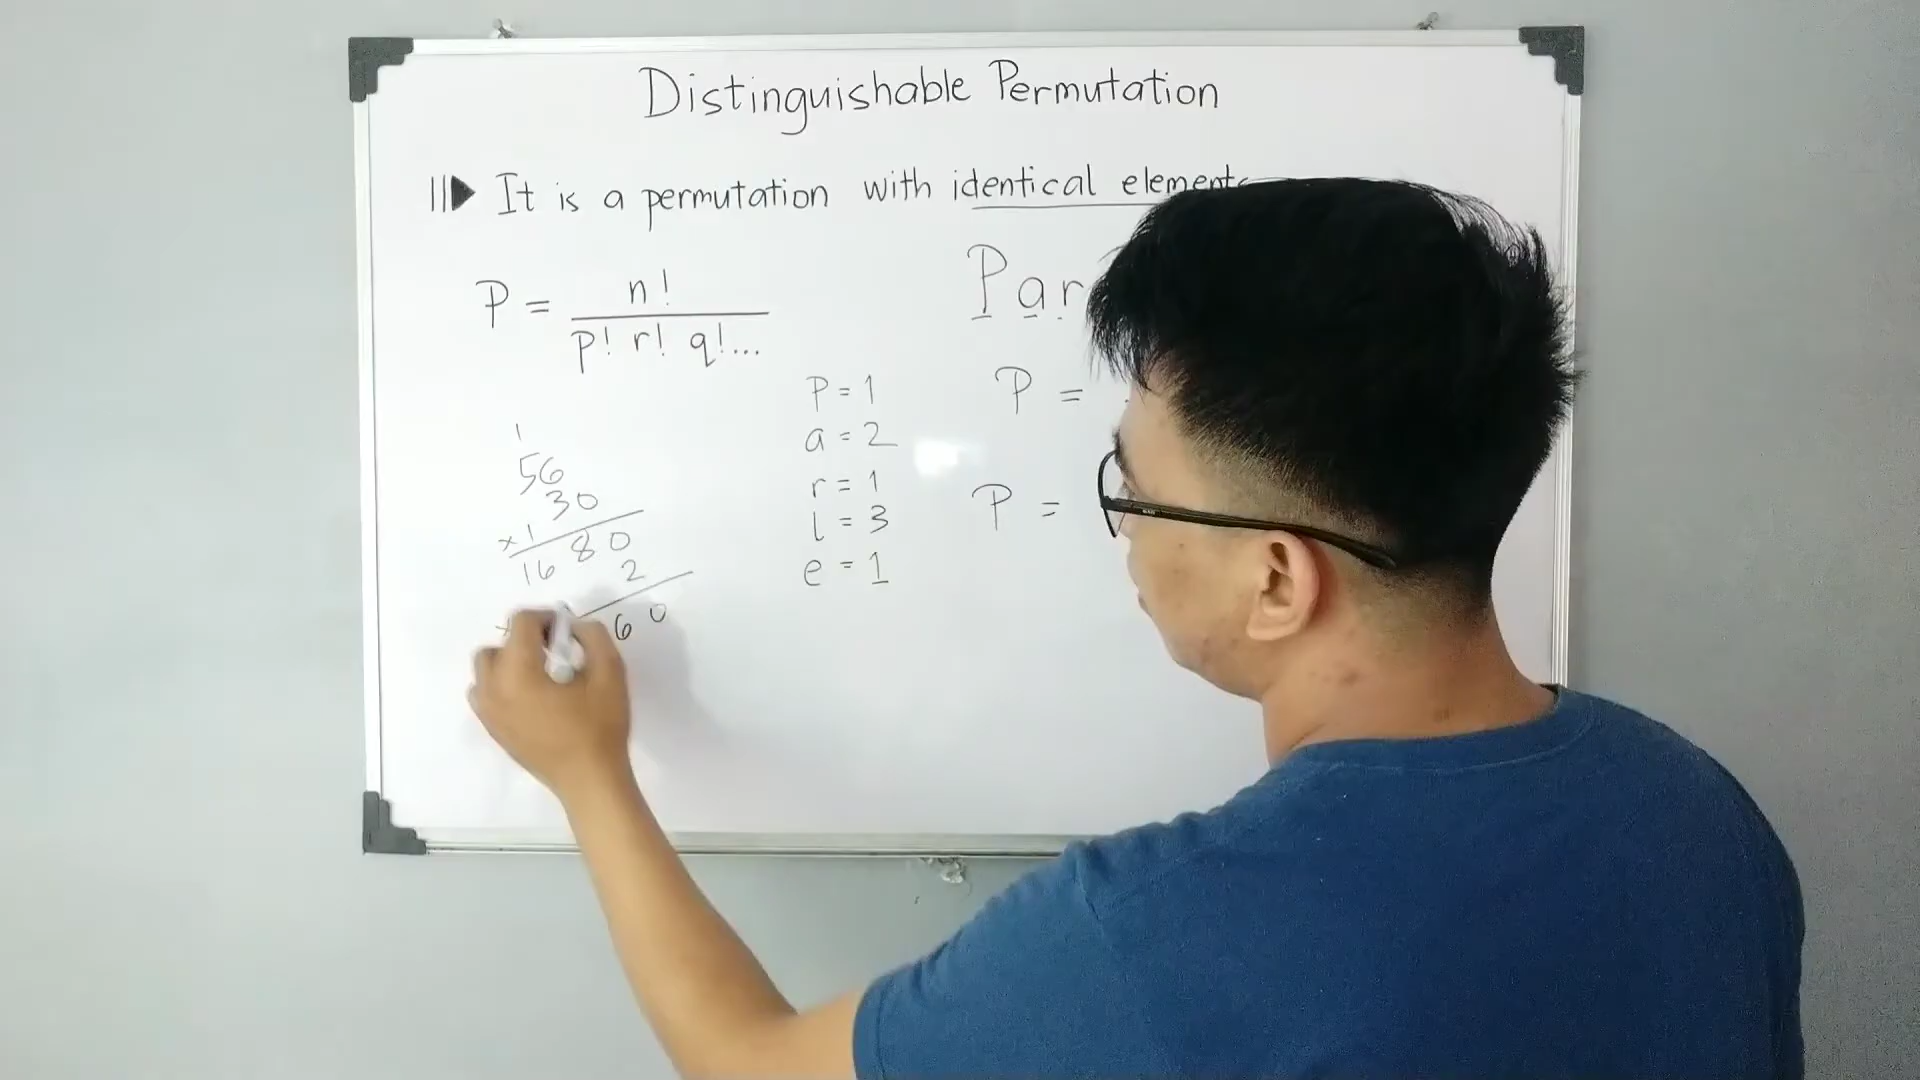 Distinguishable Permutation
It is a permutation with identical element
P = n!
p! r! q!...
Par
P = 1
a = 2
r = 1
l = 3
e = 1
P =
P =
1
56
30
x 1
1680
2
x
60